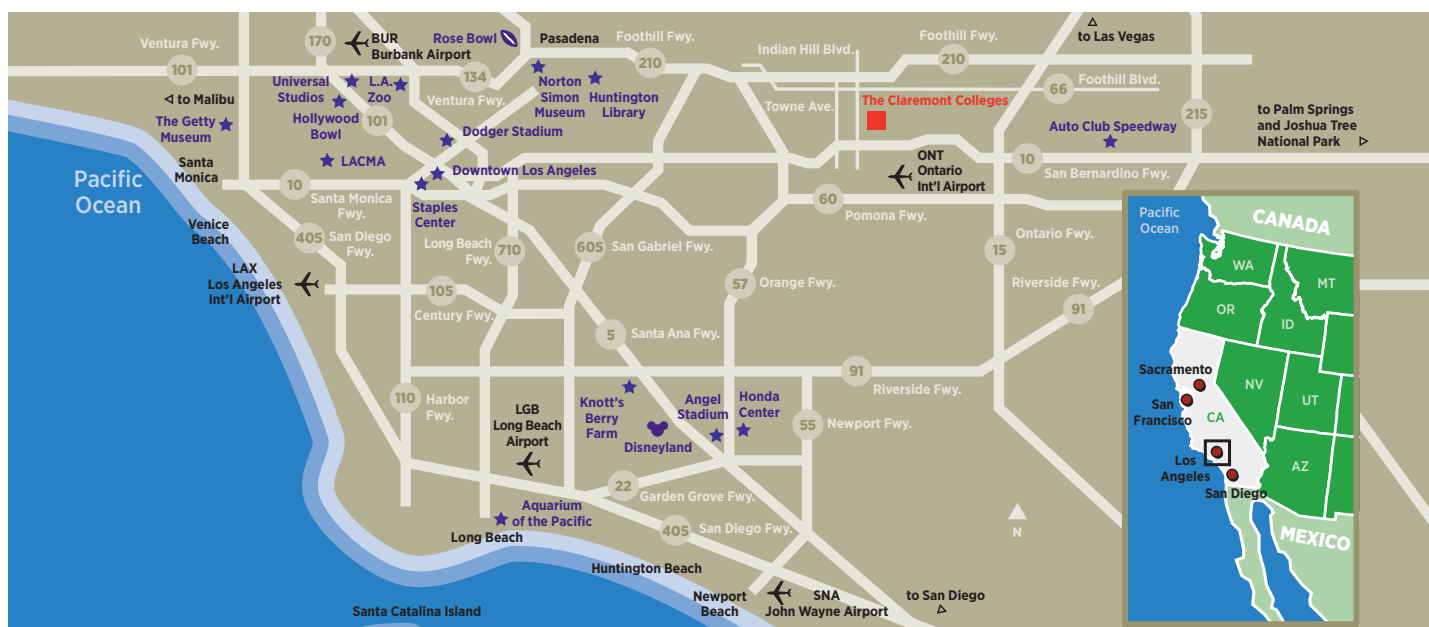 170
BUR
Burbank Airport
Rose Bowl
Pasadena
Foothill Fwy.
Foothill Fwy.
to Las Vegas
Ventura Fwy.
101
134
210
Indian Hill Blvd.
210
Universal
Studios
L.A.
Zoo
Ventura Fwy.
Norton
Simon
Museum
Huntington
Library
66
Foothill Blvd.
to Malibu
The Getty
Museum
Hollywood
Bowl
101
Towne Ave.
The Claremont Colleges
215
to Palm Springs
and Joshua Tree
National Park
Dodger Stadium
Auto Club Speedway
Santa
Monica
LACMA
Downtown Los Angeles
ONT
Ontario
Int'l Airport
10
San Bernardino Fwy.
Pacific
Ocean
10
Santa Monica
Fwy.
Staples
Center
60
Pomona Fwy.
Venice
Beach
405
San Diego
Fwy.
Long Beach
Fwy.
710
605
San Gabriel Fwy.
15
Ontario Fwy.
LAX
Los Angeles
Int'l Airport
105
Century Fwy.
57
Orange Fwy.
Riverside Fwy.
91
5
Santa Ana Fwy.
91
Riverside Fwy.
110
Harbor
Fwy.
LGB
Long Beach
Airport
Knott's
Berry
Farm
Disneyland
Angel
Stadium
Honda
Center
55
Newport Fwy.
22
Garden Grove Fwy.
Aquarium
of the Pacific
Long Beach
405
San Diego Fwy.
N
Huntington Beach
Newport
Beach
SNA
John Wayne Airport
to San Diego
Santa Catalina Island
Pacific
Ocean
CANADA
WA
MT
OR
ID
Sacramento
San
Francisco
CA
NV
UT
Los
Angeles
AZ
San Diego
MEXICO